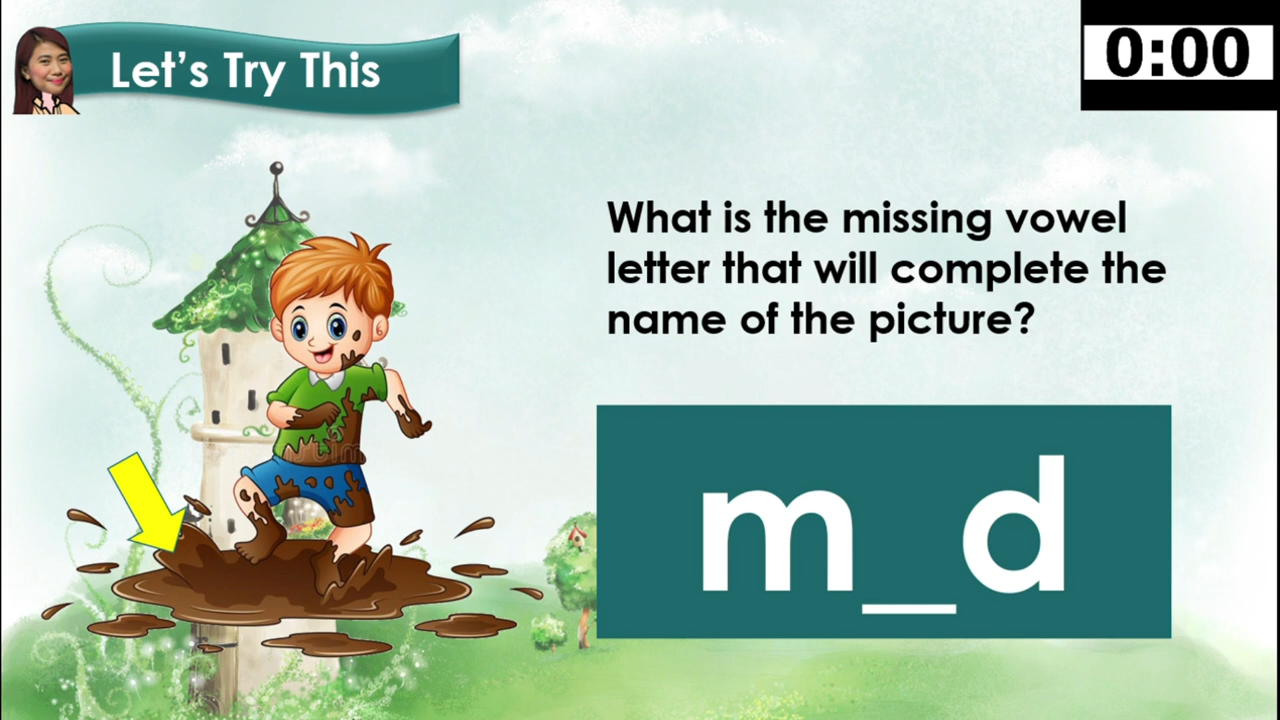 Let's Try This
0:00
What is the missing vowel
letter that will complete the
name of the picture?
m_d